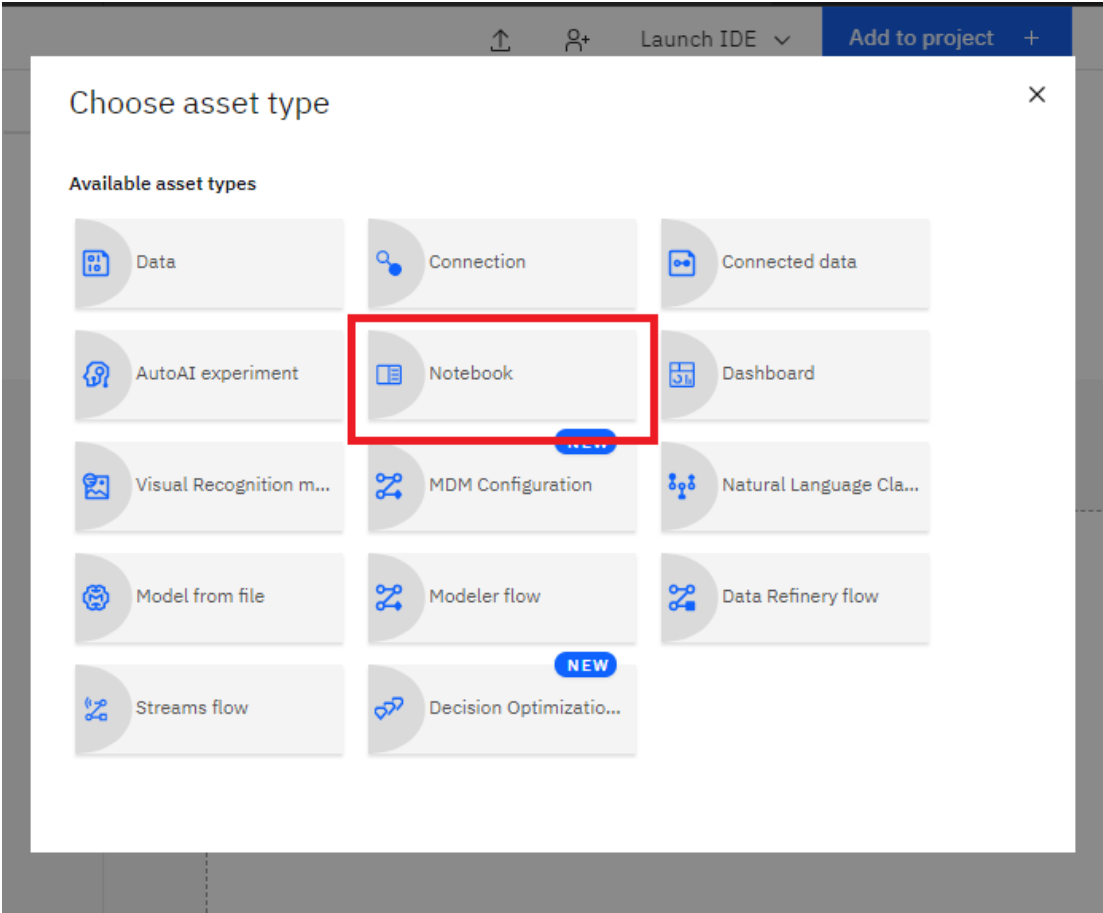 Launch IDE
Add to project +
Choose asset type
Available asset types
Data
Connection
Connected data
AutoAI experiment
Notebook
Dashboard
Visual Recognition m...
NEW
MDM Configuration
Natural Language Cla...
Model from file
Modeler flow
Data Refinery flow
Streams flow
NEW
Decision Optimizatio...